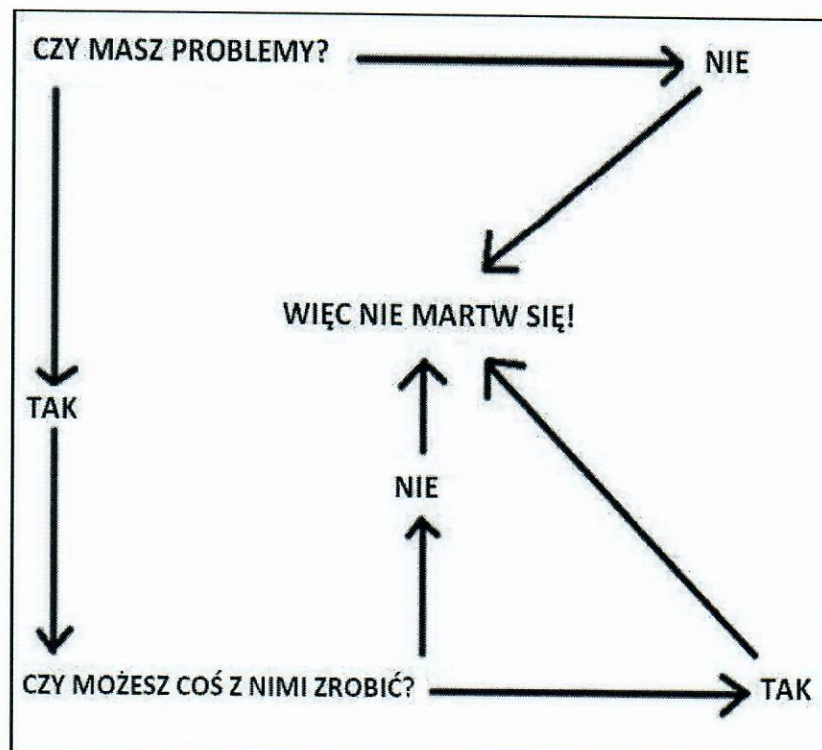 CZY MASZ PROBLEMY?
NIE
WIĘC NIE MARTW SIĘ!
TAK
NIE
CZY MOŻESZ COŚ Z NIMI ZROBIĆ?
TAK